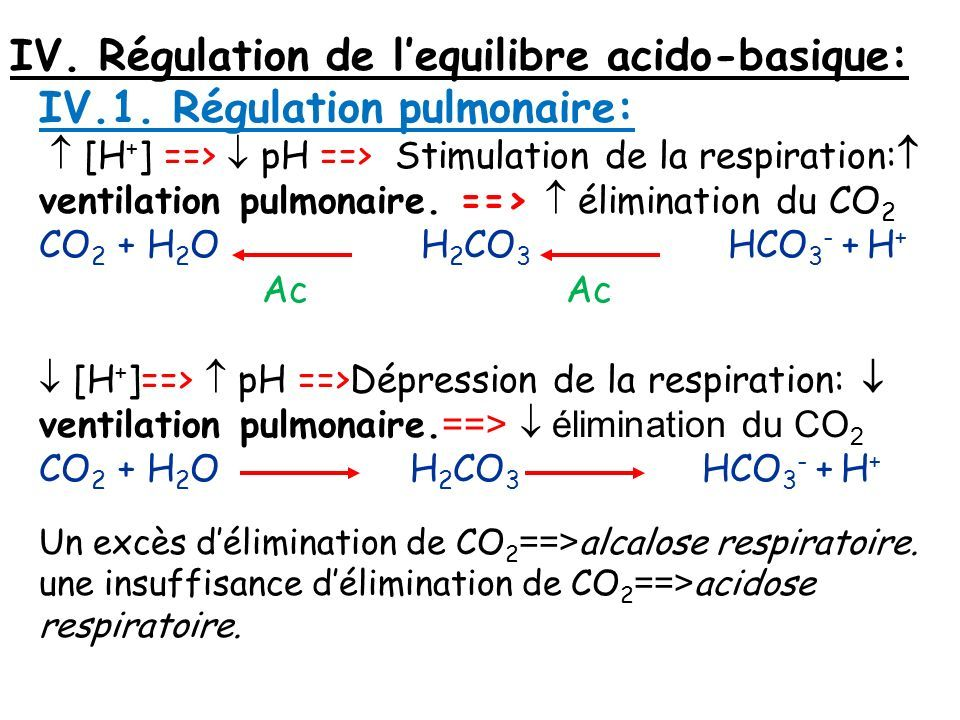 IV. Régulation de l’equilibre acido-basique:
IV.1. Régulation pulmonaire:
↑ [H⁺] ==> ↓ pH ==> Stimulation de la respiration:↑
ventilation pulmonaire. ==> ↑ élimination du CO₂
CO₂ + H₂O ← H₂CO₃ ← HCO₃⁻ + H⁺
Ac Ac
↓ [H⁺]==> ↑ pH ==>Dépression de la respiration: ↓
ventilation pulmonaire.==> ↓ élimination du CO₂
CO₂ + H₂O → H₂CO₃ → HCO₃⁻ + H⁺
Un excès d’élimination de CO₂==>alcalose respiratoire.
une insuffisance d’élimination de CO₂==>acidose
respiratoire.